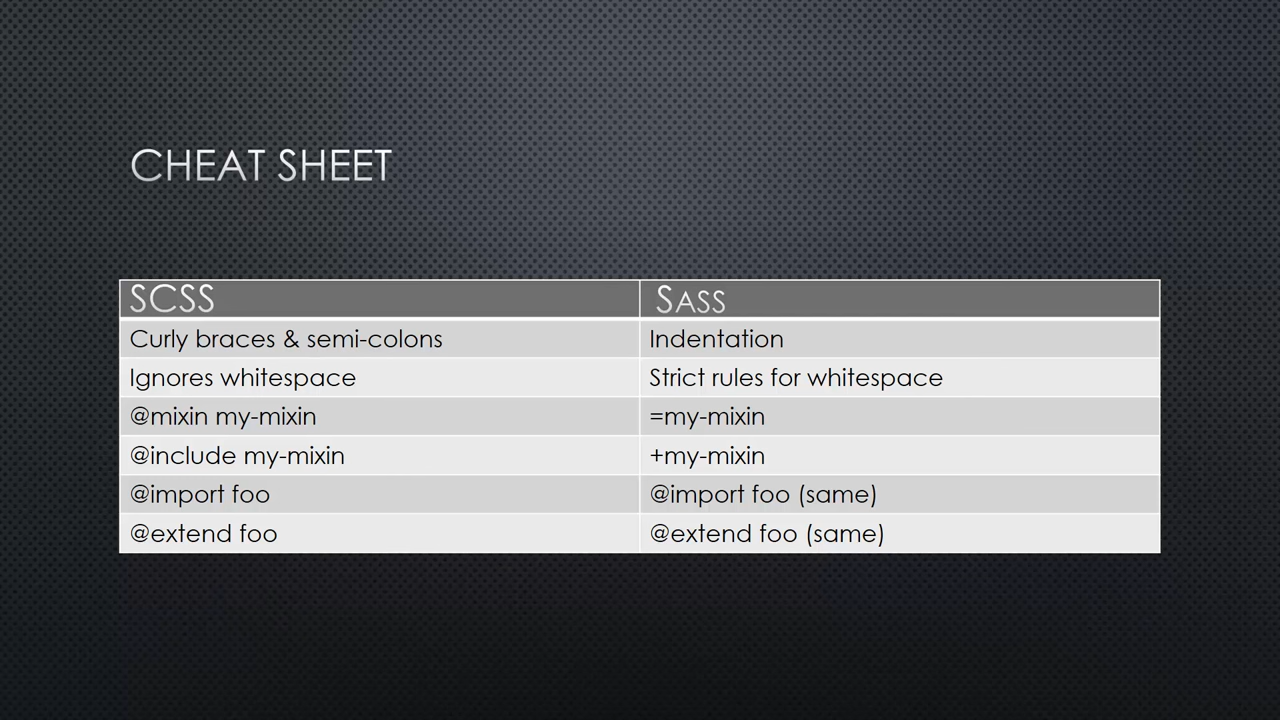 CHEAT SHEET
SCSS SASS
Curly braces & semi-colons Indentation
Ignores whitespace Strict rules for whitespace
@mixin my-mixin =my-mixin
@include my-mixin +my-mixin
@import foo @import foo (same)
@extend foo @extend foo (same)